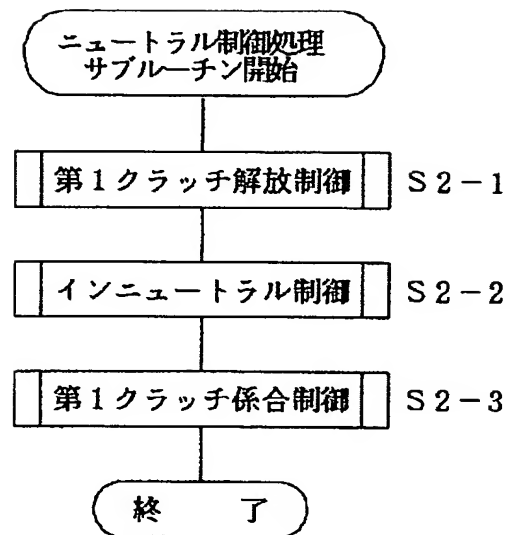 ニュートラル制御処理
サブルーチン開始
第1クラッチ解放制御 S2-1
インニュートラル制御 S2-2
第1クラッチ係合制御 S2-3
終 了